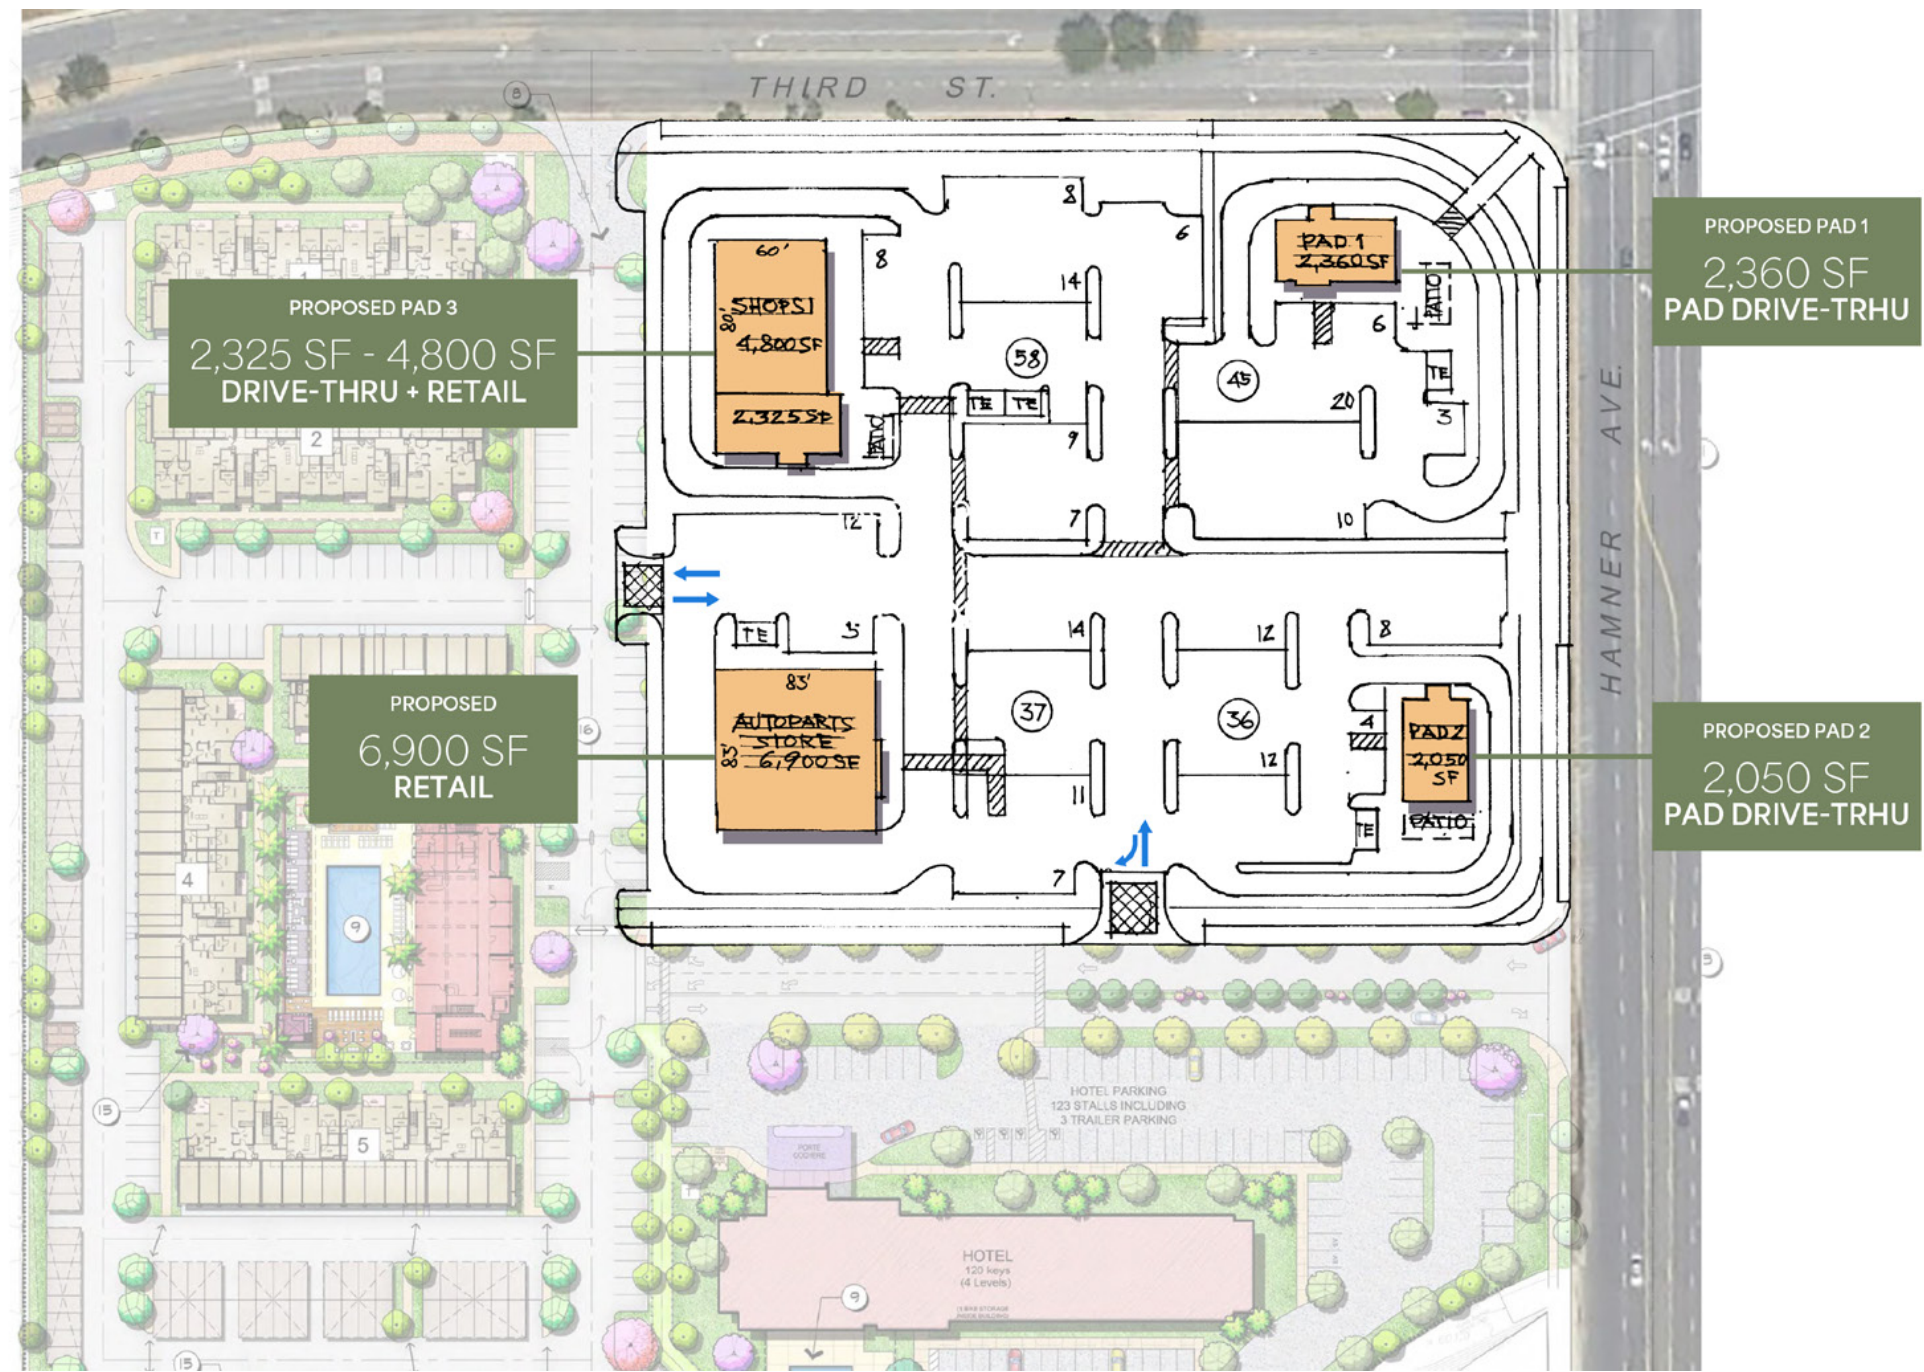 THIRD ST.
8
PROPOSED PAD 1
2,360 SF
PAD DRIVE-TRHU
PROPOSED PAD 3
2,325 SF - 4,800 SF
DRIVE-THRU + RETAIL
PROPOSED
6,900 SF
RETAIL
PROPOSED PAD 2
2,050 SF
PAD DRIVE-TRHU
HAMNER AVE.
60'
80'
SHOPS 1
4,800 SF
2,325 SF
PATIO
8
8
6
14
58
TE TE
9
7
12
PAD 1
2,360 SF
PATIO
6
TE
3
45
20
10
TE
5
83'
83'
AUTOPARTS
STORE
6,900 SF
14
37
11
7
12
36
12
8
4
PAD 2
2,050
SF
PATIO
TE
1
2
T
4
9
16
5
15
15
HOTEL PARKING
123 STALLS INCLUDING
3 TRAILER PARKING
PORTE
COCHERE
T
HOTEL
120 keys
(4 Levels)
9